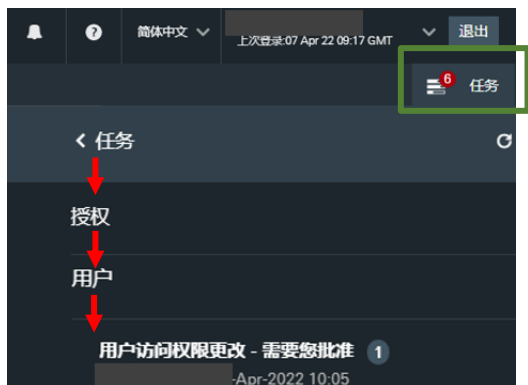 简体中文
上次登录:07 Apr 22 09:17 GMT
退出
6 任务
任务
授权
用户
用户访问权限更改 - 需要您批准 1
-Apr-2022 10:05